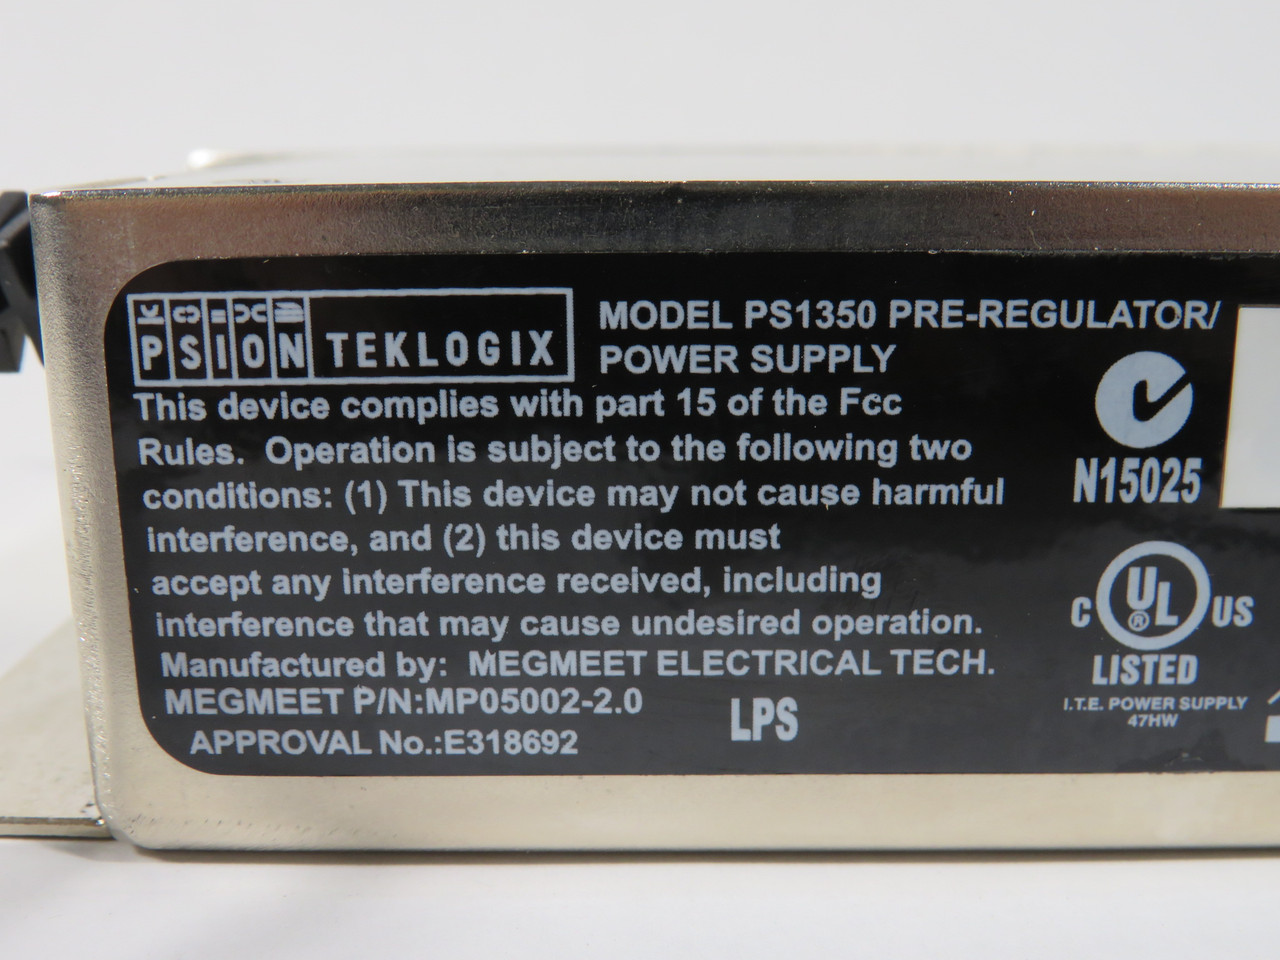 PSION TEKLOGIX
MODEL PS1350 PRE-REGULATOR/
POWER SUPPLY
This device complies with part 15 of the Fcc
Rules. Operation is subject to the following two
conditions: (1) This device may not cause harmful
interference, and (2) this device must
accept any interference received, including
interference that may cause undesired operation.
Manufactured by: MEGMEET ELECTRICAL TECH.
MEGMEET P/N:MP05002-2.0
APPROVAL No.:E318692
LPS
N15025
C UL ® US
LISTED
I.T.E. POWER SUPPLY
47HW